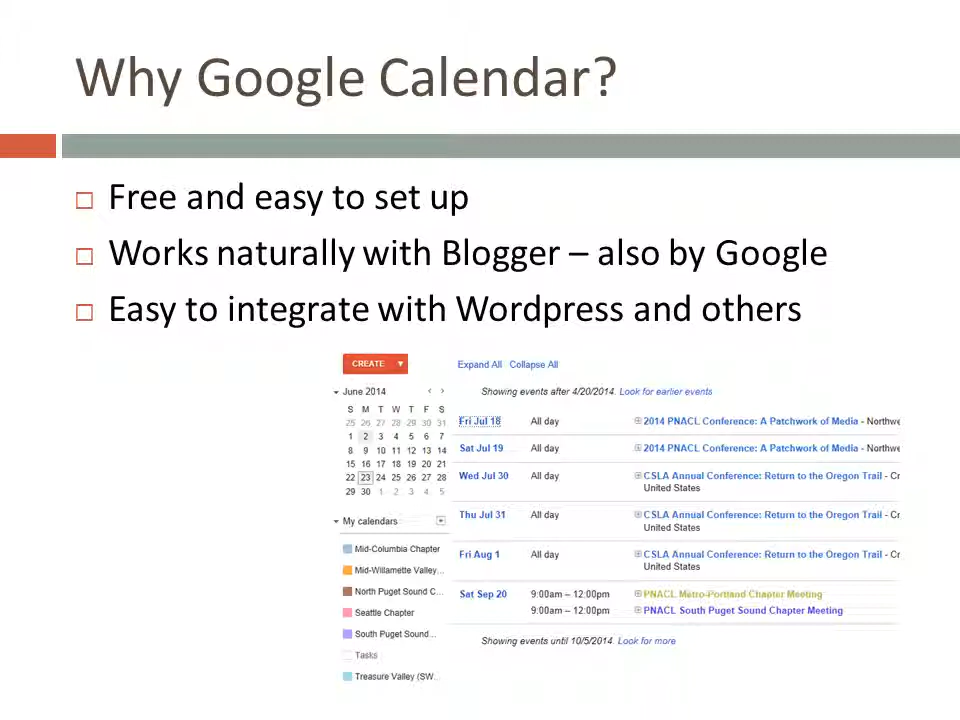 Why Google Calendar?
Free and easy to set up
Works naturally with Blogger – also by Google
Easy to integrate with Wordpress and others
CREATE
Expand All Collapse All
June 2014 ‹ ›
Showing events after 4/20/2014. Look for earlier events
S M T W T F S
25 26 27 28 29 30 31
1 2 3 4 5 6 7
8 9 10 11 12 13 14
15 16 17 18 19 20 21
22 23 24 25 26 27 28
29 30 1 2 3 4 5
Fri Jul 18 All day 2014 PNACL Conference: A Patchwork of Media - Northwe
Sat Jul 19 All day 2014 PNACL Conference: A Patchwork of Media - Northwe
Wed Jul 30 All day CSLA Annual Conference: Return to the Oregon Trail - Cr
United States
Thu Jul 31 All day CSLA Annual Conference: Return to the Oregon Trail - Cr
United States
Fri Aug 1 All day CSLA Annual Conference: Return to the Oregon Trail - Cr
United States
Sat Sep 20 9:00am – 12:00pm PNACL Metro-Portland Chapter Meeting
9:00am – 12:00pm PNACL South Puget Sound Chapter Meeting
Showing events until 10/5/2014. Look for more
My calendars
Mid-Columbia Chapter
Mid-Willamette Valley...
North Puget Sound C...
Seattle Chapter
South Puget Sound...
Tasks
Treasure Valley (SW...